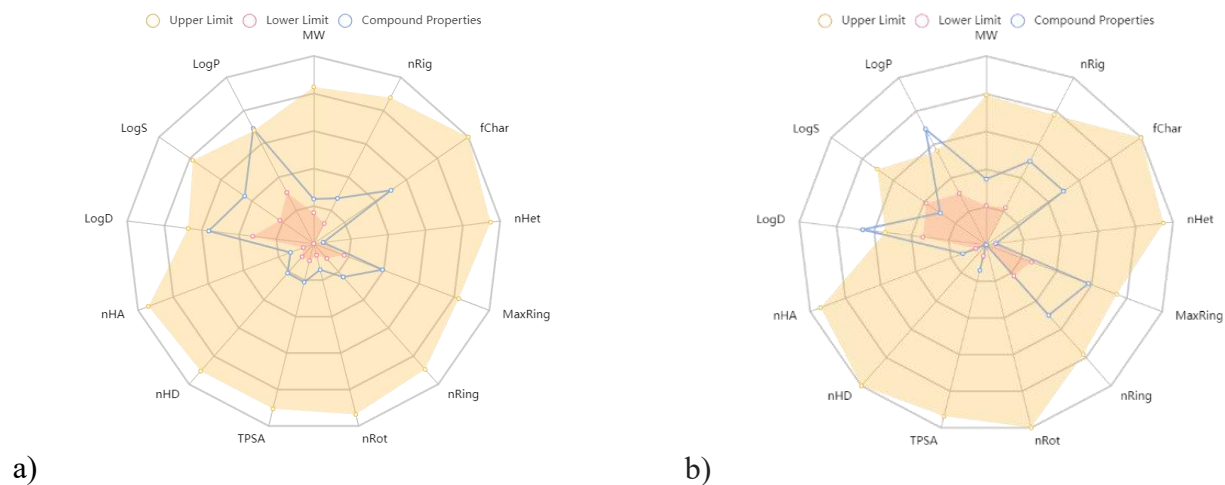 Upper Limit Lower Limit Compound Properties
MW
LogP nRig
LogS fChar
LogD nHet
nHA MaxRing
nHD nRing
TPSA nRot
a)
Upper Limit Lower Limit Compound Properties
MW
LogP nRig
LogS fChar
LogD nHet
nHA MaxRing
nHD nRing
TPSA nRot
b)